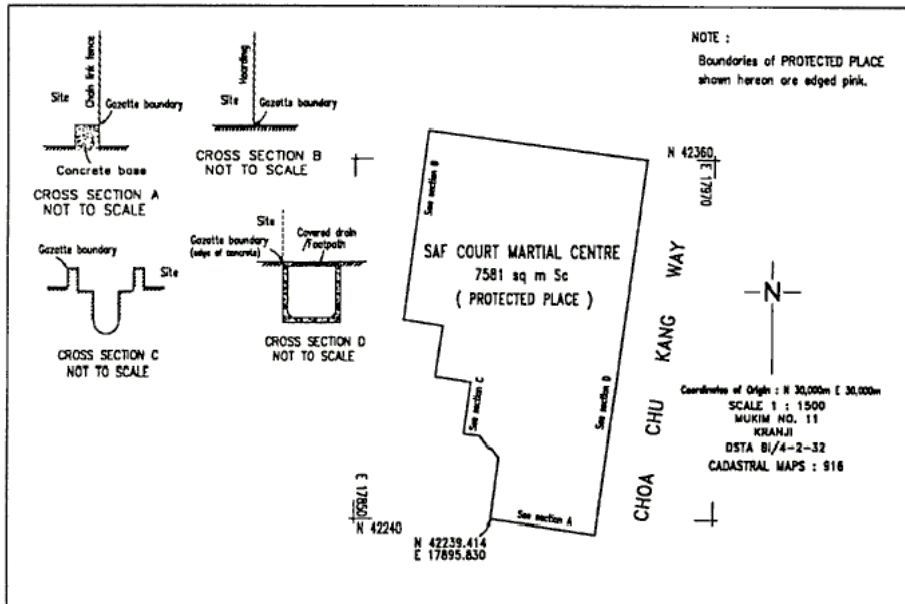 NOTE :
Boundaries of PROTECTED PLACE
shown hereon are edged pink.
Chain link fence
Site
Gazette boundary
Concrete base
CROSS SECTION A
NOT TO SCALE
Hoarding
Site
Gazette boundary
CROSS SECTION B
NOT TO SCALE
Gazette boundary
Site
CROSS SECTION C
NOT TO SCALE
Site
Covered drain
/Footpath
Gazette boundary
(edge of concrete)
CROSS SECTION D
NOT TO SCALE
N 42360
E 17970
See section B
SAF COURT MARTIAL CENTRE
7581 sq m Sc
( PROTECTED PLACE )
See section C
See section D
See section A
CHOA CHU KANG WAY
E 17850
N 42240
N 42239.414
E 17895.830
N
Coordinates of Origin : N 30,000m E 30,000m
SCALE 1 : 1500
MUKIM NO. 11
KRANJI
DSTA BI/4-2-32
CADASTRAL MAPS : 916